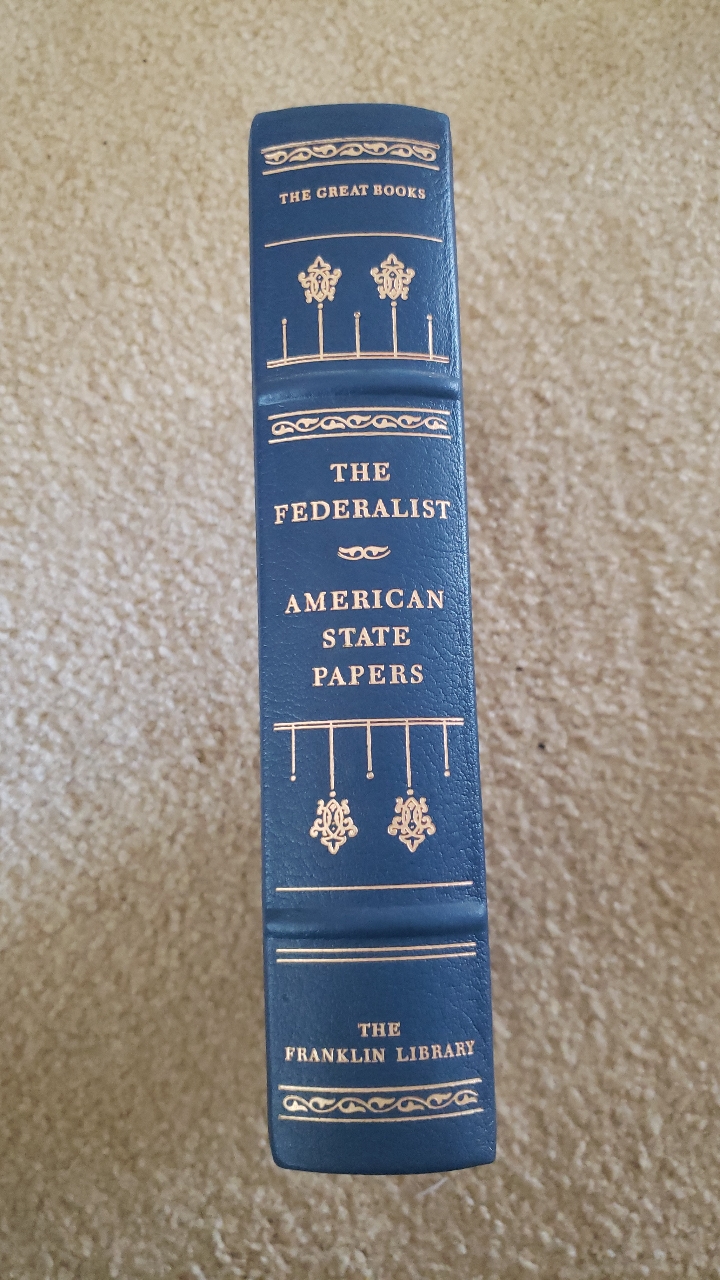 THE GREAT BOOKS
THE
FEDERALIST
AMERICAN
STATE
PAPERS
THE
FRANKLIN LIBRARY